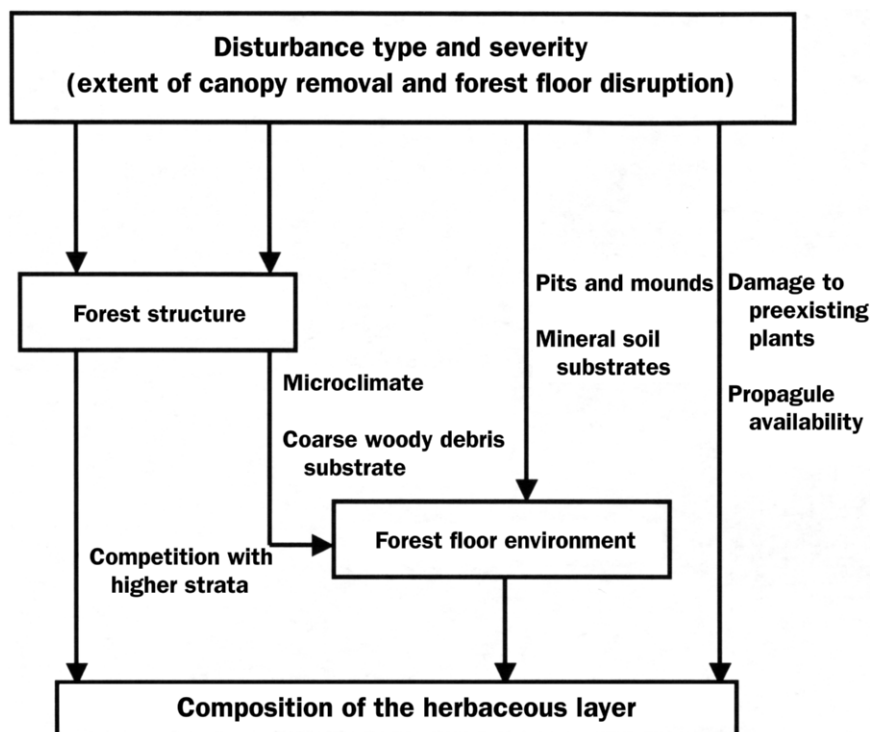 Disturbance type and severity
(extent of canopy removal and forest floor disruption)
Forest structure
Pits and mounds
Mineral soil
substrates
Damage to
preexisting
plants
Propagule
availability
Microclimate
Coarse woody debris
substrate
Forest floor environment
Competition with
higher strata
Composition of the herbaceous layer